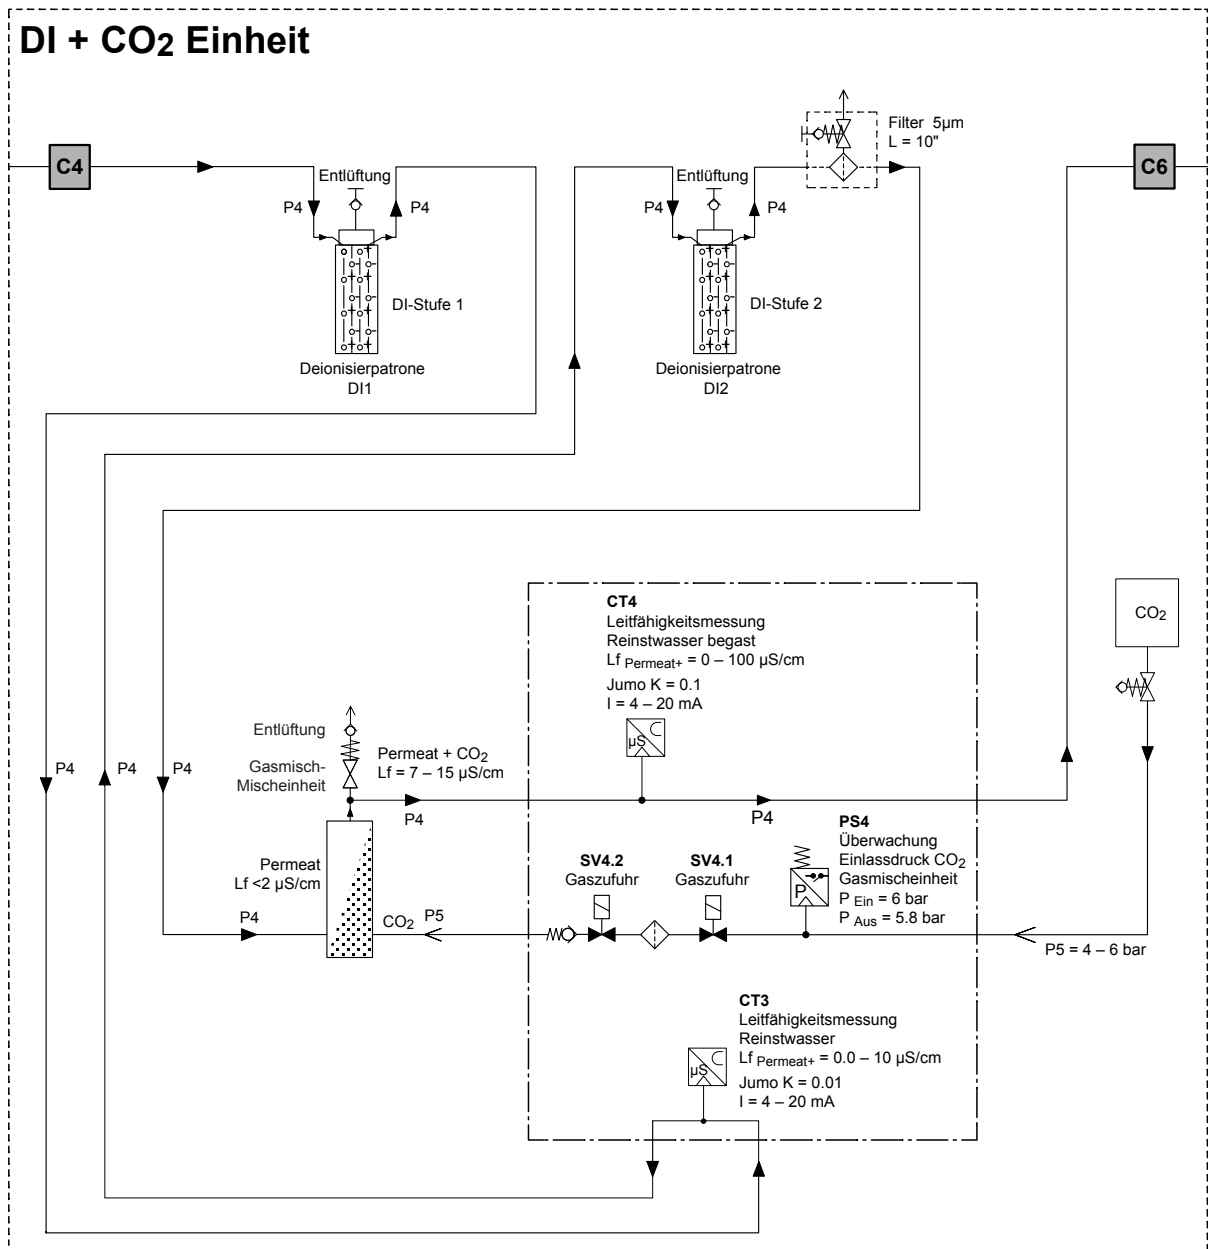 DI + CO2 Einheit
C4
C6
Filter 5µm
L = 10"
Entlüftung
P4
P4
DI-Stufe 1
Deionisierpatrone
DI1
Entlüftung
P4
P4
DI-Stufe 2
Deionisierpatrone
DI2
CT4
Leitfähigkeitsmessung
Reinstwasser begast
Lf Permeat+ = 0 – 100 µS/cm
Jumo K = 0.1
I = 4 – 20 mA
µS
CO2
Entlüftung
Gasmisch-
Mischeinheit
Permeat + CO2
Lf = 7 – 15 µS/cm
P4
P4
P4
P4
P4
PS4
Überwachung
Einlassdruck CO2
Gasmischeinheit
P Ein = 6 bar
P Aus = 5.8 bar
P
SV4.2
Gaszufuhr
SV4.1
Gaszufuhr
Permeat
Lf <2 µS/cm
P4
CO2
P5
P5 = 4 – 6 bar
CT3
Leitfähigkeitsmessung
Reinstwasser
Lf Permeat+ = 0.0 – 10 µS/cm
Jumo K = 0.01
I = 4 – 20 mA
µS